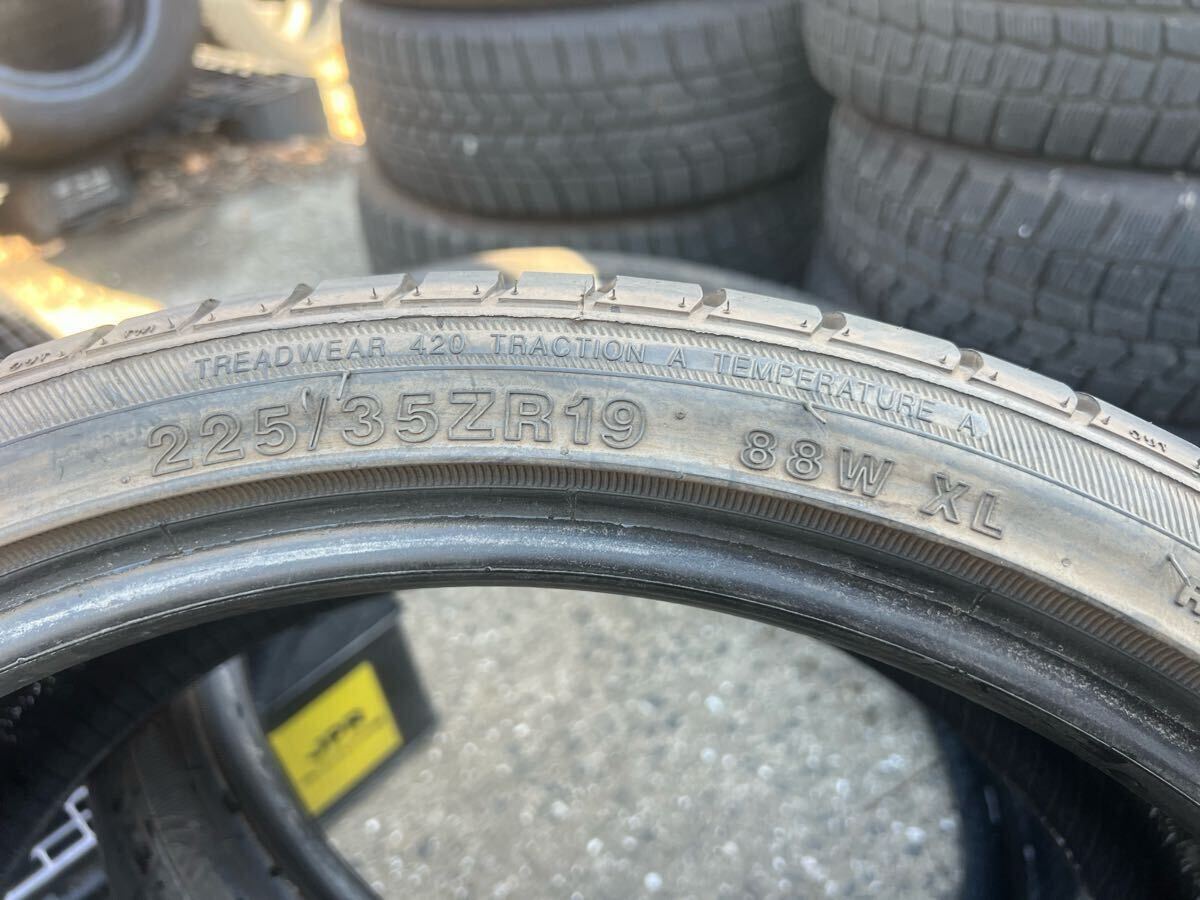 TREADWEAR 420 TRACTION A TEMPERATURE A
225/35ZR19 88W XL